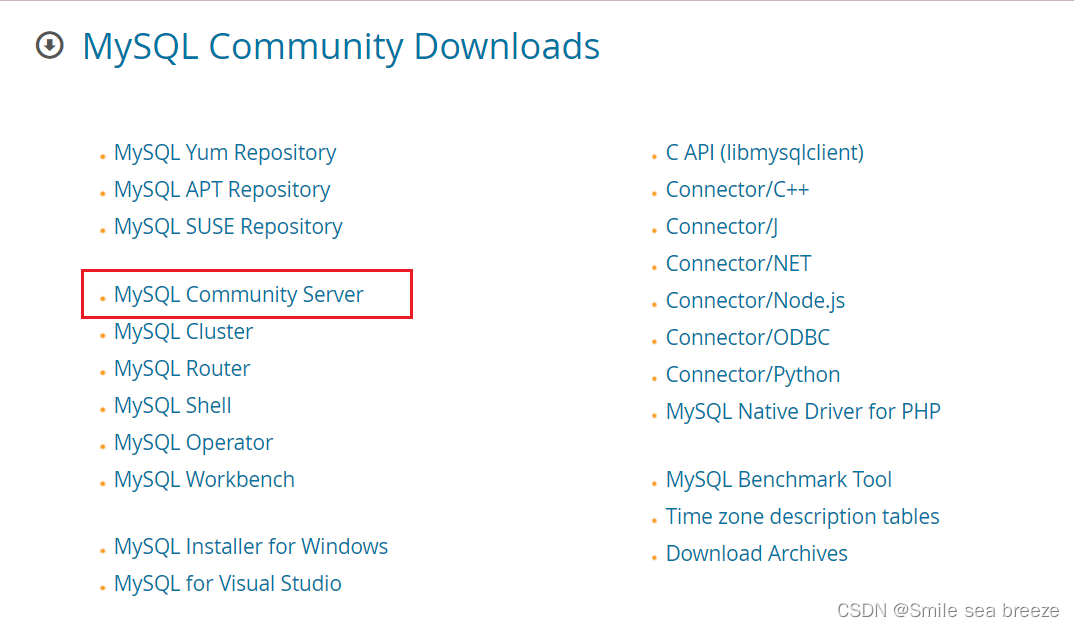 MySQL Community Downloads
MySQL Yum Repository
MySQL APT Repository
MySQL SUSE Repository
MySQL Community Server
MySQL Cluster
MySQL Router
MySQL Shell
MySQL Operator
MySQL Workbench
MySQL Installer for Windows
MySQL for Visual Studio
C API (libmysqlclient)
Connector/C++
Connector/J
Connector/NET
Connector/Node.js
Connector/ODBC
Connector/Python
MySQL Native Driver for PHP
MySQL Benchmark Tool
Time zone description tables
Download Archives
CSDN @Smile sea breeze